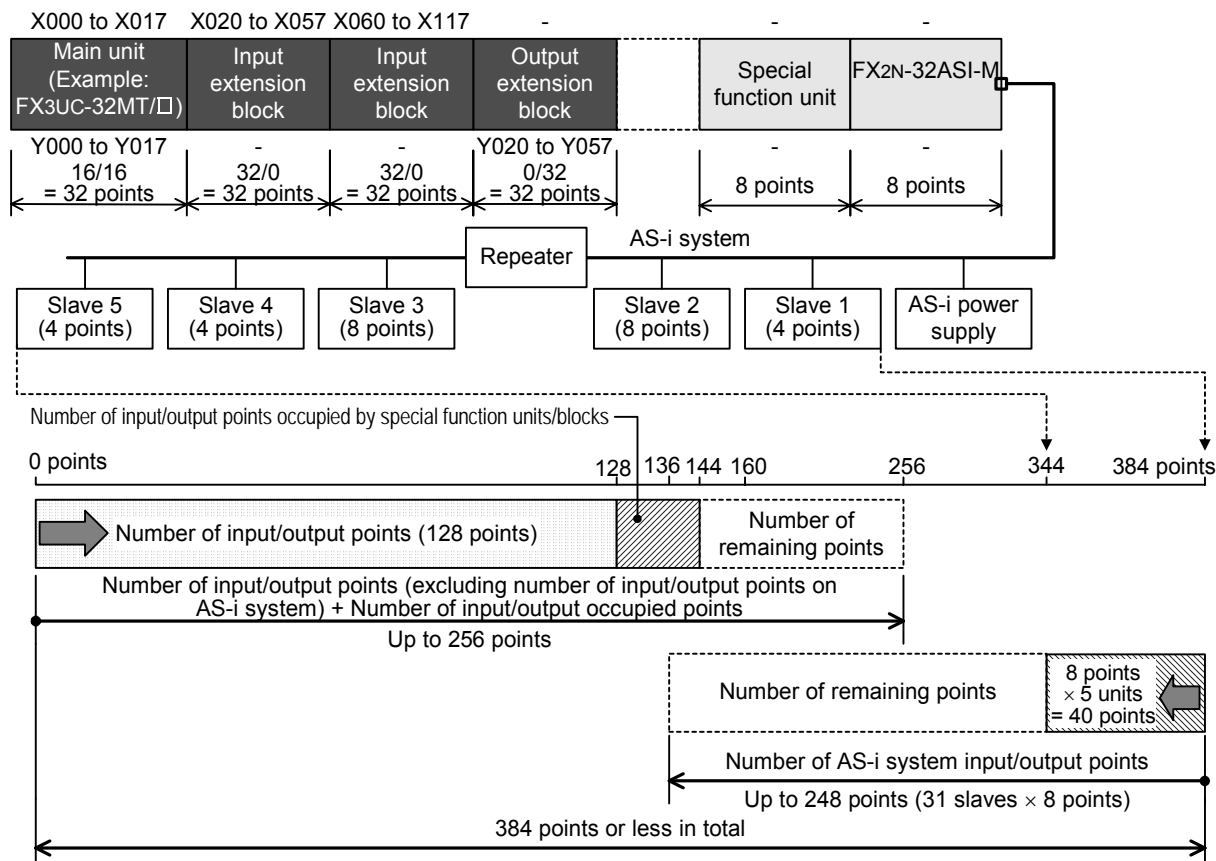 X000 to X017 X020 to X057 X060 to X117 - - -
Main unit
(Example:
FX3UC-32MT/□)
Input
extension
block
Input
extension
block
Output
extension
block
Special
function unit
FX2N-32ASI-M
Y000 to Y017 - - Y020 to Y057 - -
16/16
= 32 points
32/0
= 32 points
32/0
= 32 points
0/32
= 32 points
8 points
8 points
AS-i system
Repeater
Slave 5
(4 points)
Slave 4
(4 points)
Slave 3
(8 points)
Slave 2
(8 points)
Slave 1
(4 points)
AS-i power
supply
Number of input/output points occupied by special function units/blocks
0 points 128 136 144 160 256 344 384 points
Number of input/output points (128 points)
Number of
remaining points
Number of input/output points (excluding number of input/output points on
AS-i system) + Number of input/output occupied points
Up to 256 points
Number of remaining points
8 points
× 5 units
= 40 points
Number of AS-i system input/output points
Up to 248 points (31 slaves × 8 points)
384 points or less in total